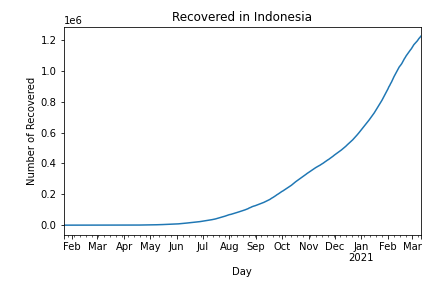 Recovered in Indonesia
1e6
Number of Recovered
1.2
1.0
0.8
0.6
0.4
0.2
0.0
Feb Mar Apr May Jun Jul Aug Sep Oct Nov Dec Jan Feb Mar
2021
Day